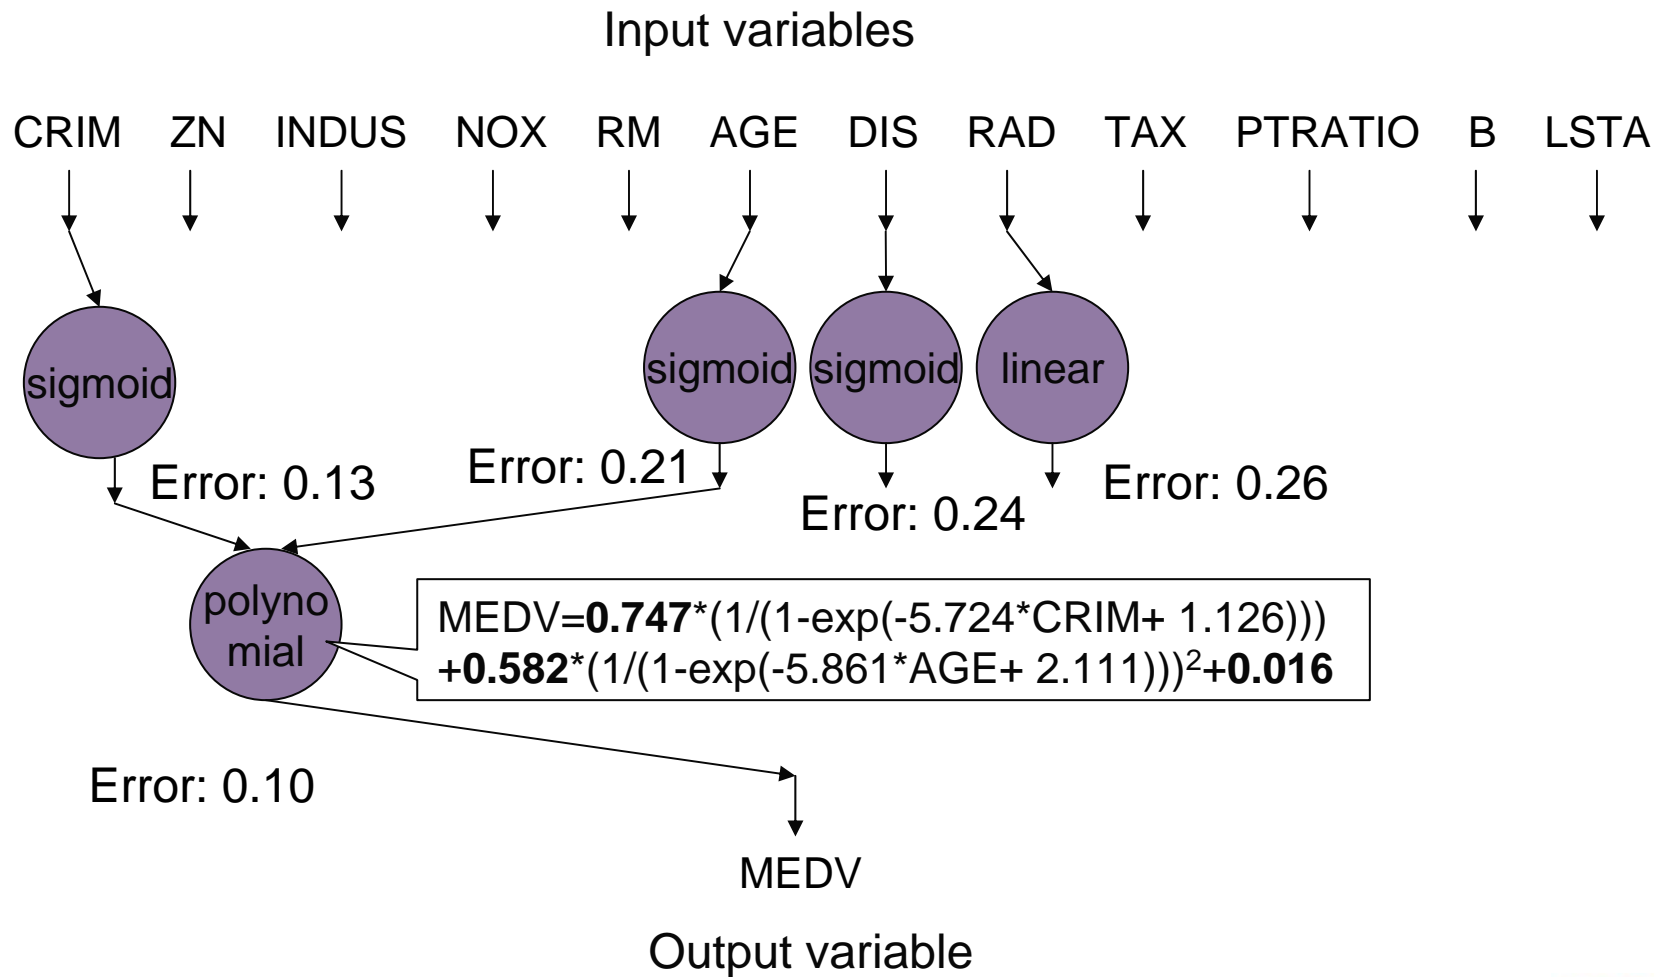 Input variables
CRIM ZN INDUS NOX RM AGE DIS RAD TAX PTRATIO B LSTA
sigmoid
sigmoid
sigmoid
linear
Error: 0.13
Error: 0.21
Error: 0.24
Error: 0.26
polyno
mial
MEDV=0.747*(1/(1-exp(-5.724*CRIM+ 1.126)))
+0.582*(1/(1-exp(-5.861*AGE+ 2.111)))²+0.016
Error: 0.10
MEDV
Output variable